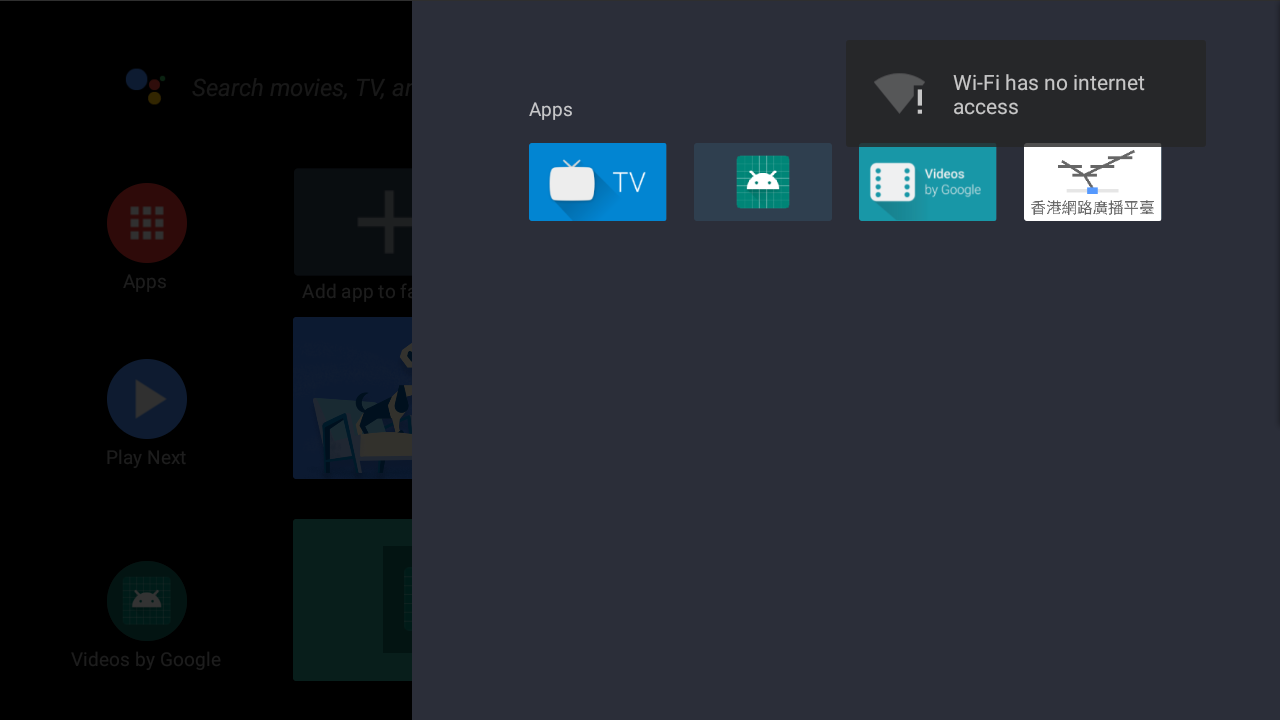 Search movies, TV, an
Wi-Fi has no internet
access
Apps
TV
Videos
by Google
香港網路廣播平臺
Apps
Add app to fa
Play Next
Videos by Google